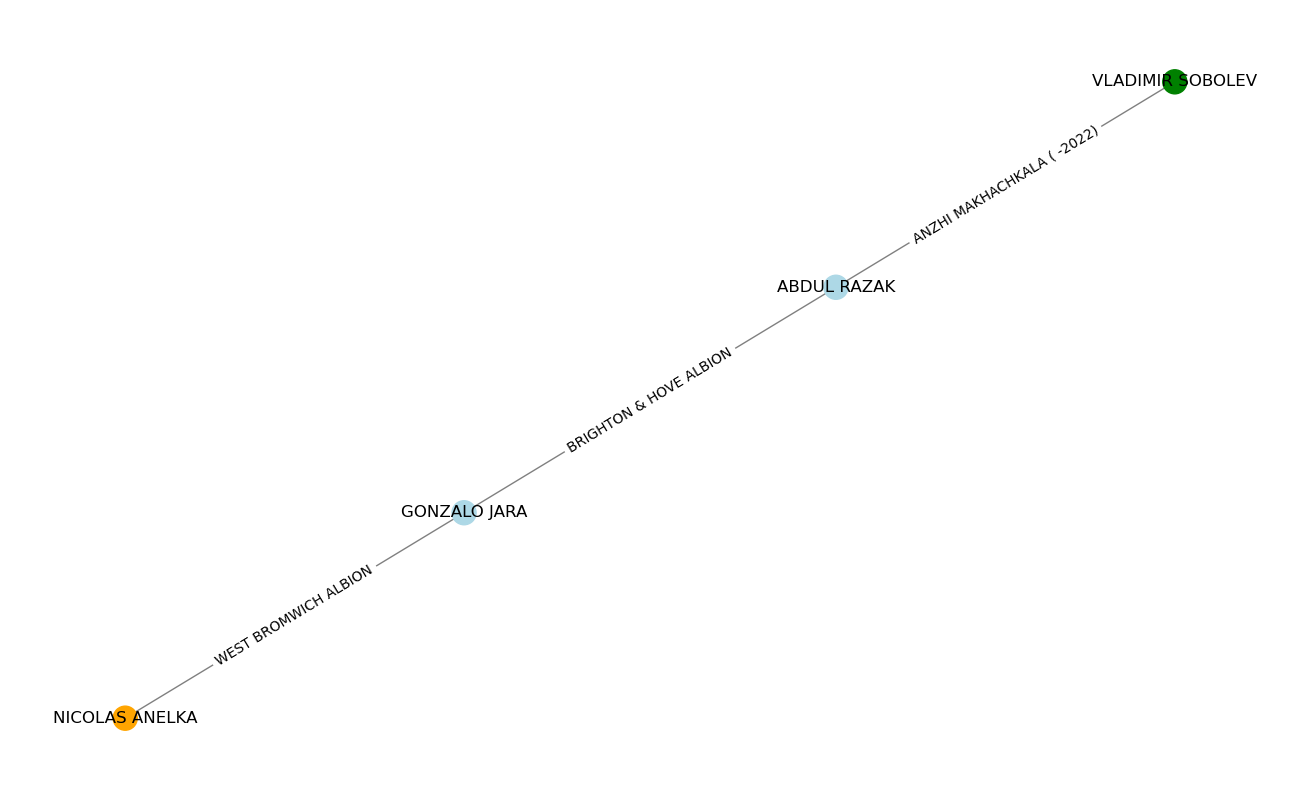 VLADIMIR SOBOLEV
ANZHI MAKHACHKALA ( -2022)
ABDUL RAZAK
BRIGHTON & HOVE ALBION
GONZALO JARA
WEST BROMWICH ALBION
NICOLAS ANELKA